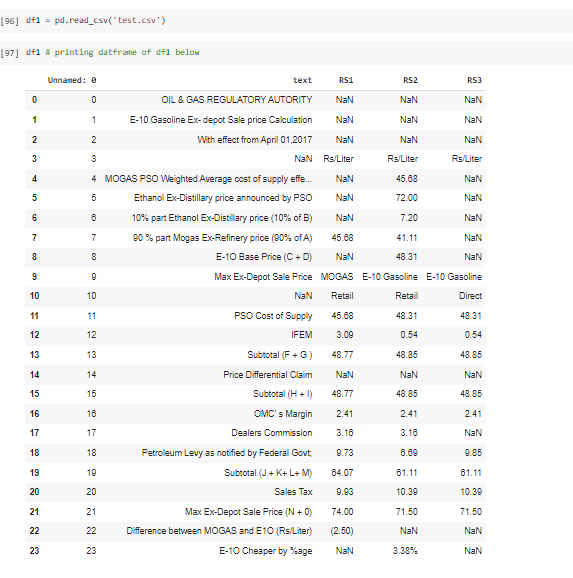 [96] df1 = pd.read_csv('test.csv')
[97] df1 # printing datframe of df1 below
Unnamed: 0 text RS1 RS2 RS3
0 0 OIL & GAS REGULATORY AUTORITY NaN NaN NaN
1 1 E-10 Gasoline Ex- depot Sale price Calculation NaN NaN NaN
2 2 With effect from April 01,2017 NaN NaN NaN
3 3 NaN Rs/Liter Rs/Liter Rs/Liter
4 4 MOGAS PSO Weighted Average cost of supply effe... NaN 45.68 NaN
5 5 Ethanol Ex-Distillary price announced by PSO NaN 72.00 NaN
6 6 10% part Ethanol Ex-Distillary price (10% of B) NaN 7.20 NaN
7 7 90 % part Mogas Ex-Refinery price (90% of A) 45.68 41.11 NaN
8 8 E-1O Base Price (C + D) NaN 48.31 NaN
9 9 Max Ex-Depot Sale Price MOGAS E-10 Gasoline E-10 Gasoline
10 10 NaN Retail Retail Direct
11 11 PSO Cost of Supply 45.68 48.31 48.31
12 12 IFEM 3.09 0.54 0.54
13 13 Subtotal (F + G ) 48.77 48.85 48.85
14 14 Price Differential Claim NaN NaN NaN
15 15 Subtotal (H + I) 48.77 48.85 48.85
16 16 OMC' s Margin 2.41 2.41 2.41
17 17 Dealers Commission 3.16 3.16 NaN
18 18 Petroleum Levy as notified by Federal Govt; 9.73 6.69 9.85
19 19 Subtotal (J + K+ L+ M) 64.07 61.11 61.11
20 20 Sales Tax 9.93 10.39 10.39
21 21 Max Ex-Depot Sale Price (N + 0) 74.00 71.50 71.50
22 22 Difference between MOGAS and E1O (Rs/Liter) (2.50) NaN NaN
23 23 E-1O Cheaper by %age NaN 3.38% NaN